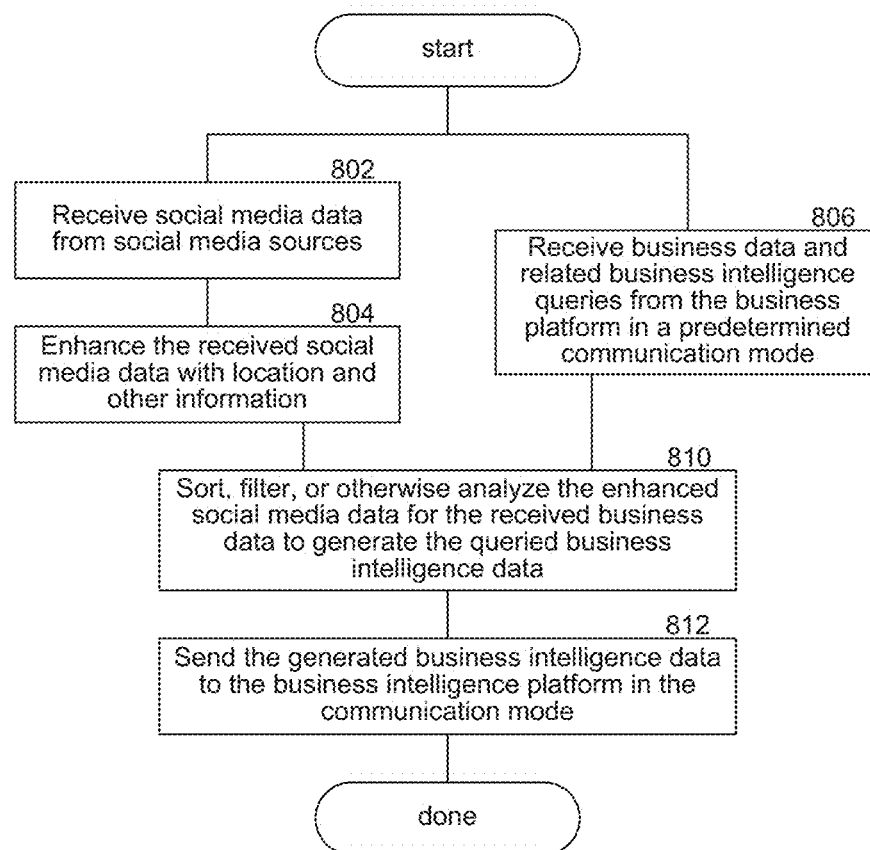 start
802
Receive social media data
from social media sources
804
Enhance the received social
media data with location and
other information
806
Receive business data and
related business intelligence
queries from the business
platform in a predetermined
communication mode
810
Sort, filter, or otherwise analyze the enhanced
social media data for the received business
data to generate the queried business
intelligence data
812
Send the generated business intelligence data
to the business intelligence platform in the
communication mode
done